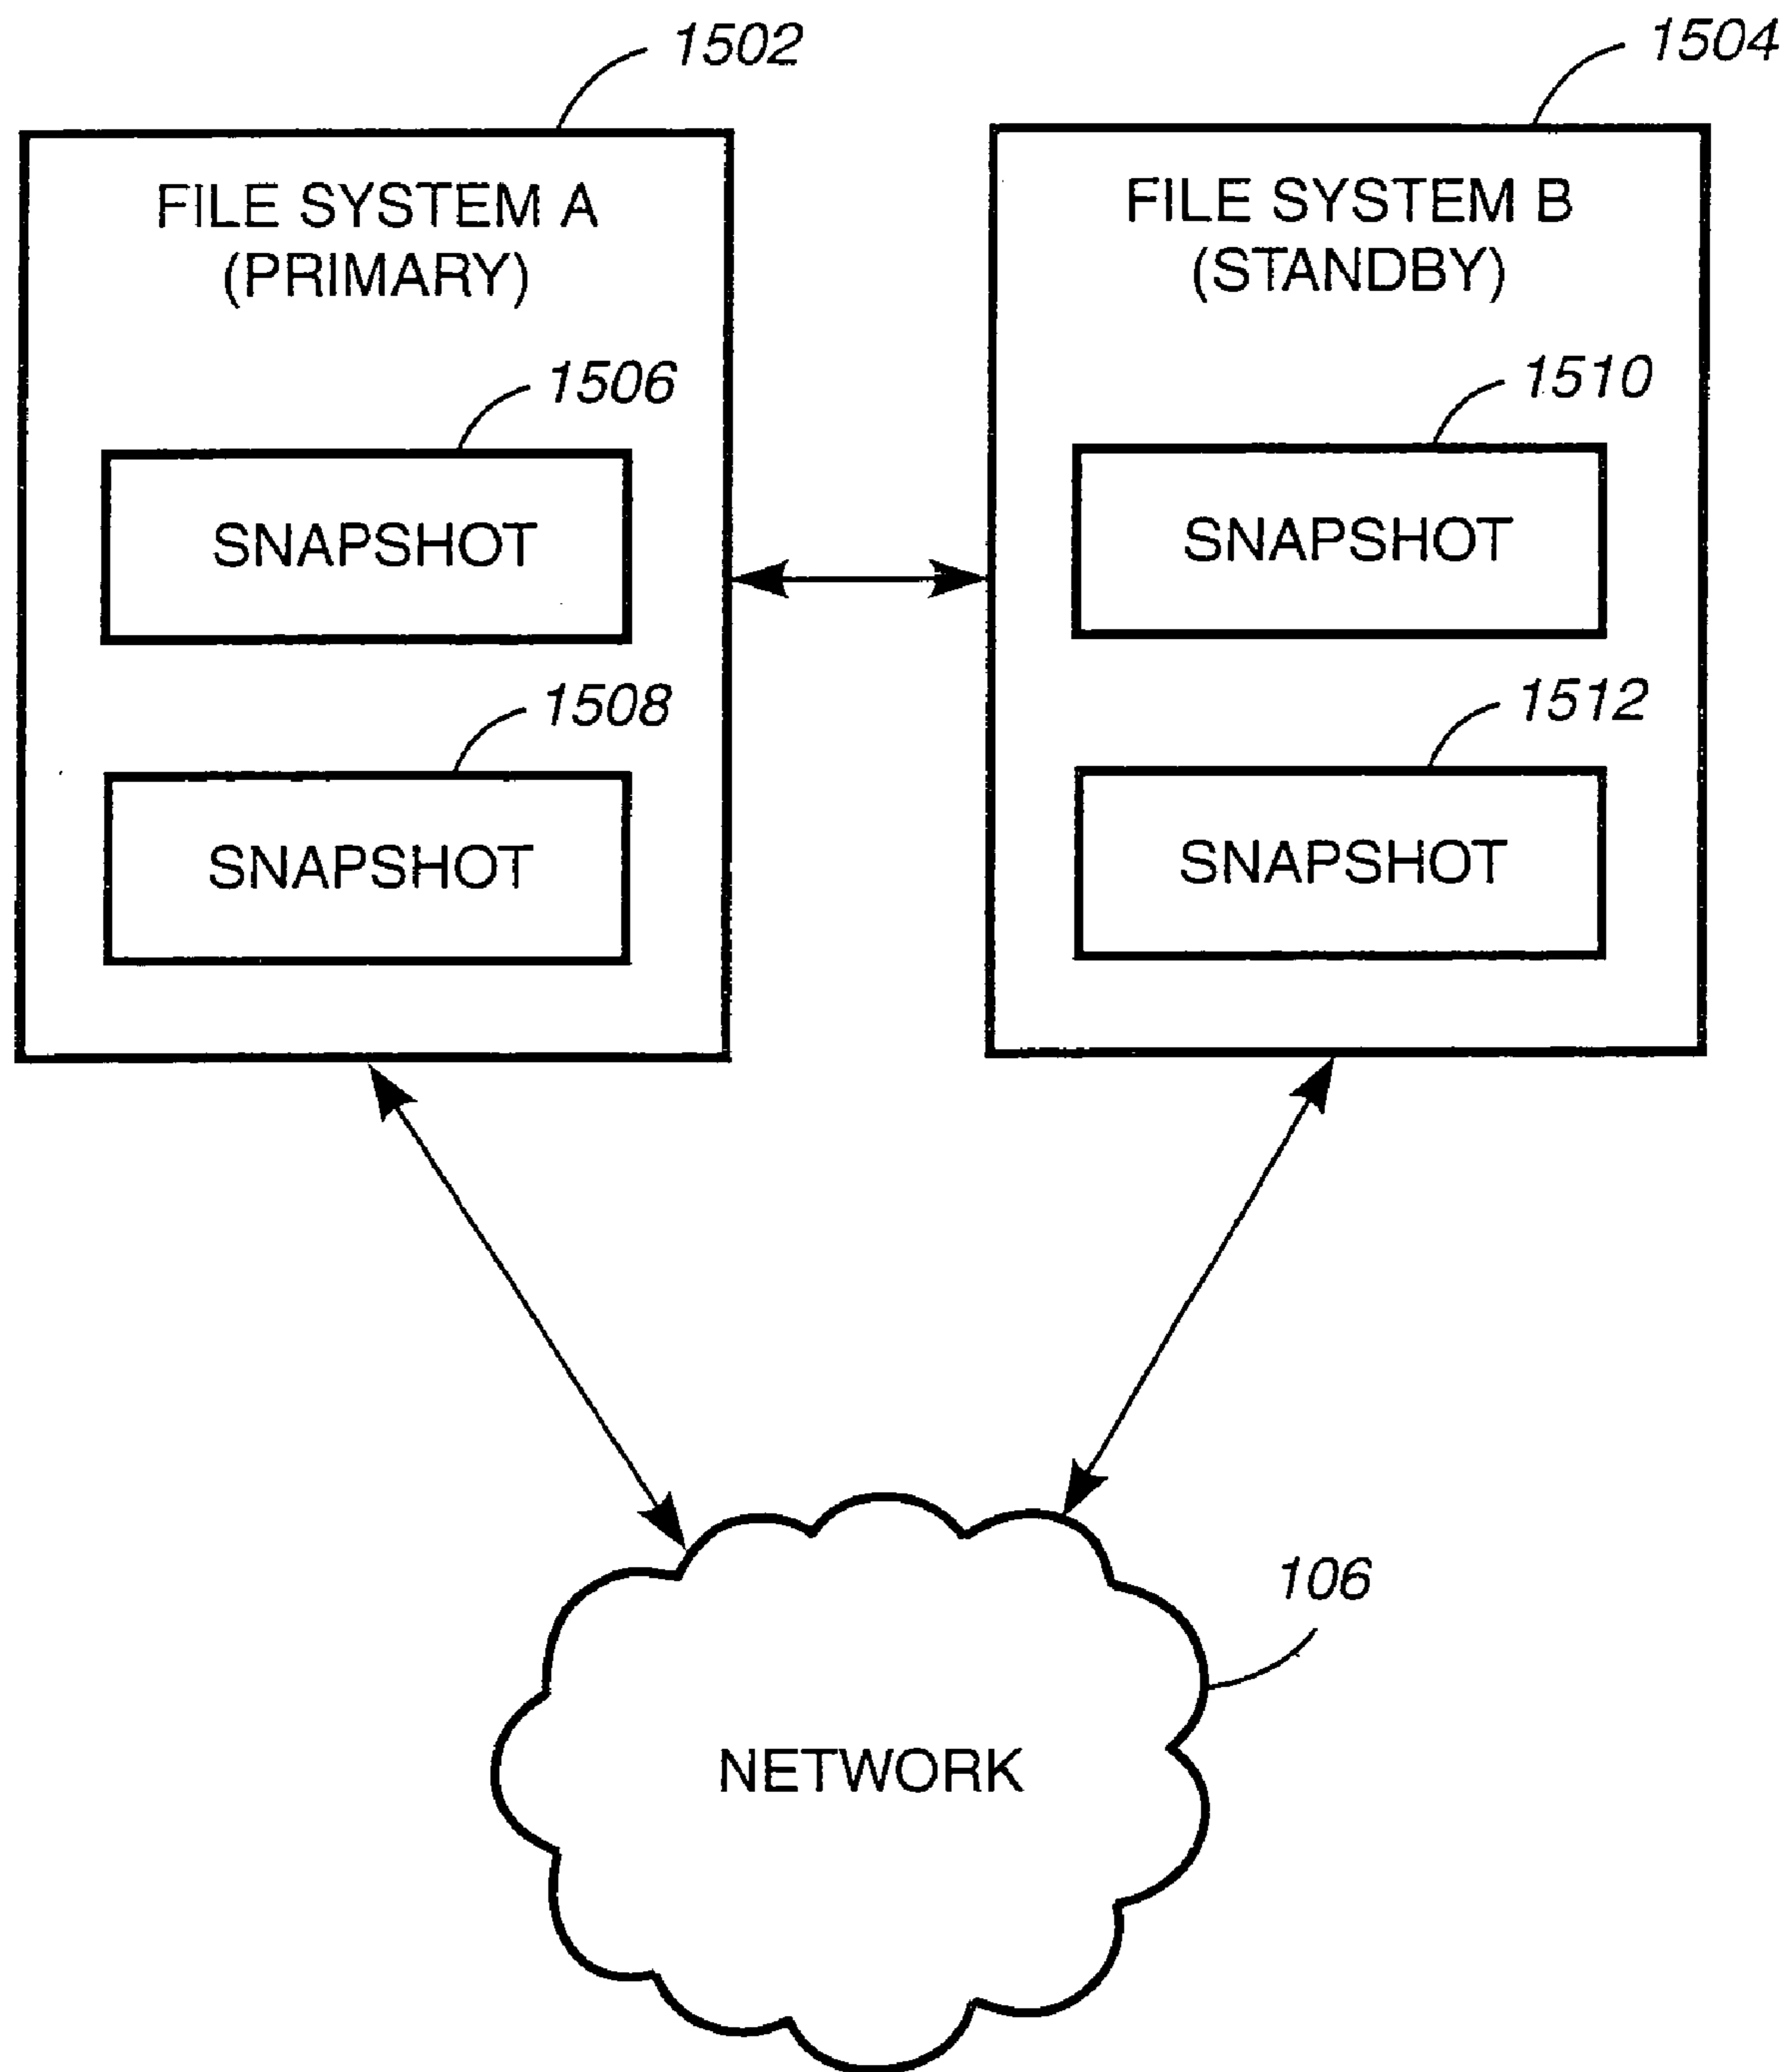 1502
1504
FILE SYSTEM A
(PRIMARY)
FILE SYSTEM B
(STANDBY)
1506
1510
SNAPSHOT
SNAPSHOT
1508
1512
SNAPSHOT
SNAPSHOT
106
NETWORK